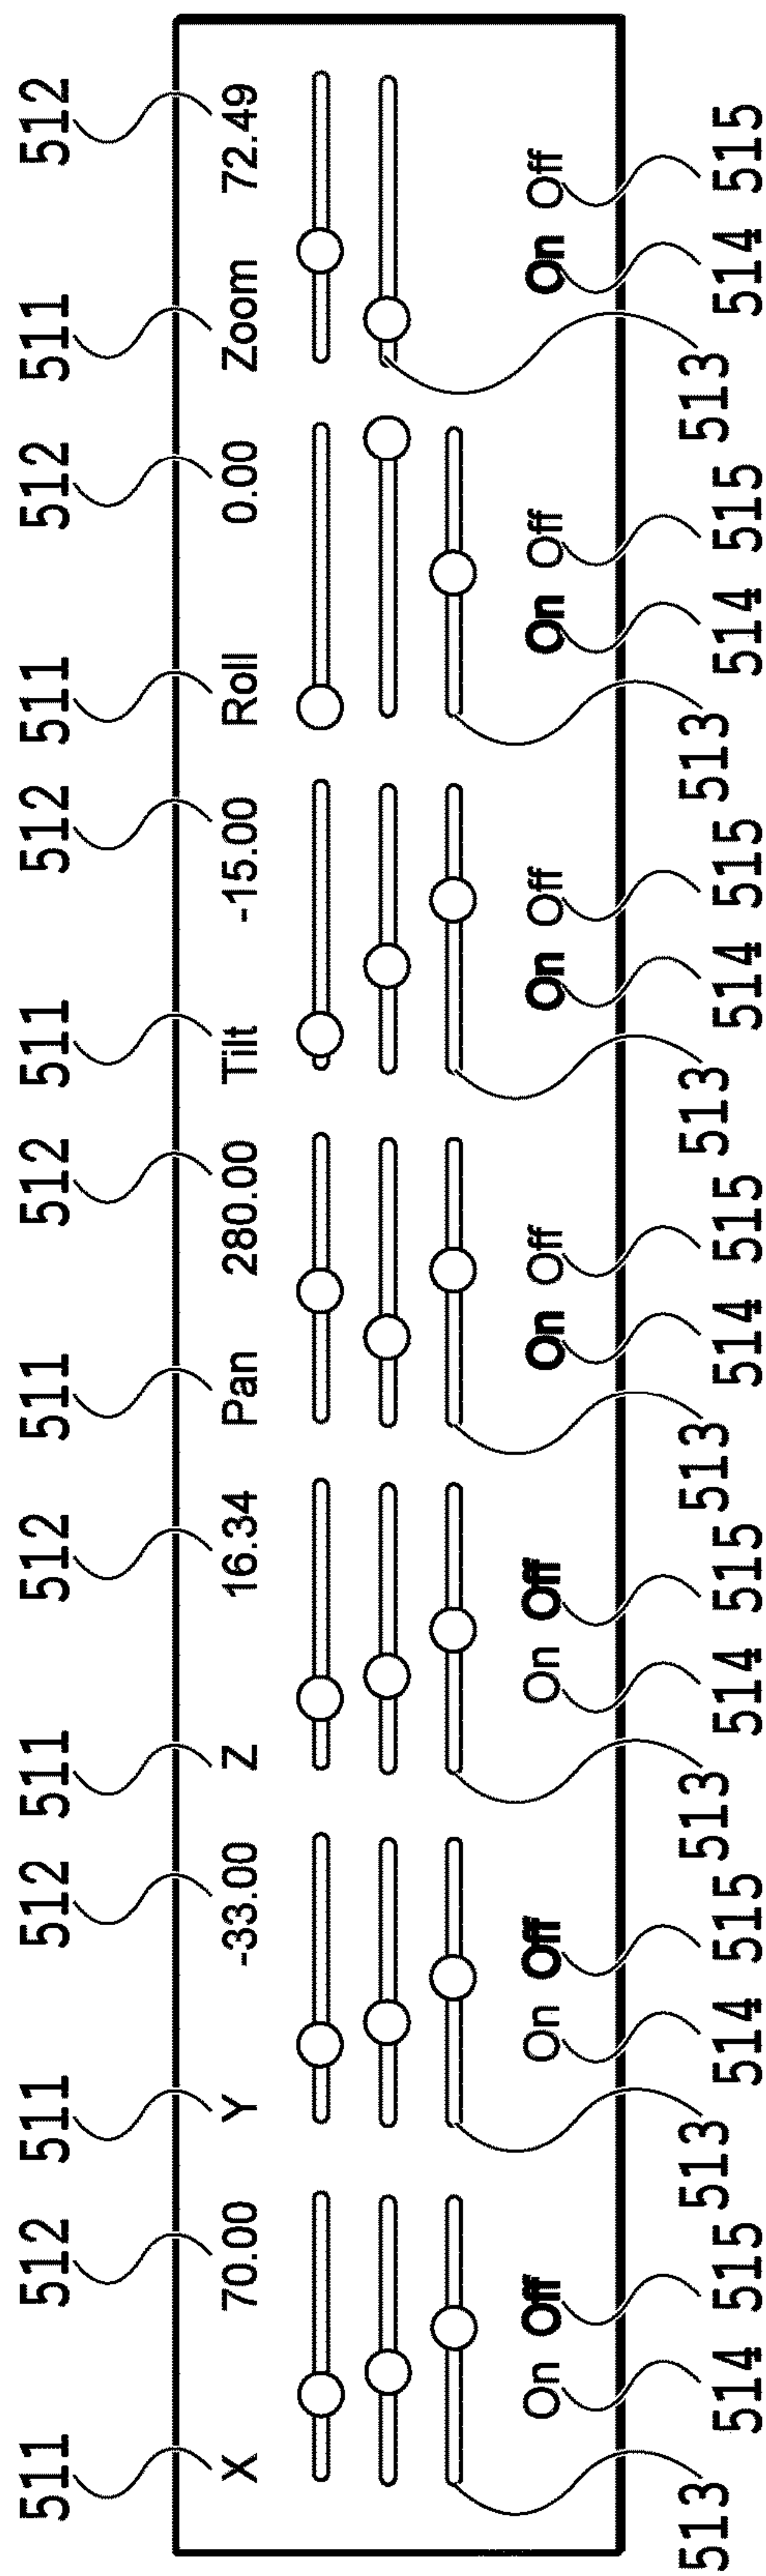 511 512 511 512 511 512 511 512 511 512 511 512 511 512
X 70.00 Y -33.00 Z 16.34 Pan 280.00 Tilt -15.00 Roll 0.00 Zoom 72.49
On Off On Off On Off On Off On Off On Off On Off
513 514 515 513 514 515 513 514 515 513 514 515 513 514 515 513 514 515 513 514 515